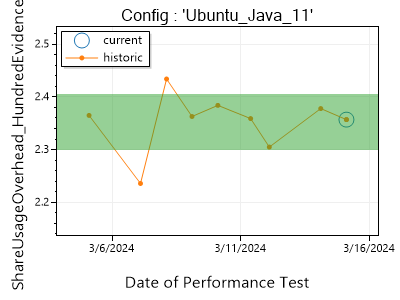 Config : 'Ubuntu_Java_11'
current
historic
ShareUsageOverhead_HundredEvidence
2.5
2.4
2.3
2.2
3/6/2024
3/11/2024
3/16/2024
Date of Performance Test